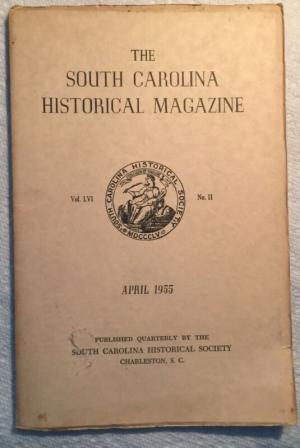 THE
SOUTH CAROLINA
HISTORICAL MAGAZINE
SOUTH CAROLINA HISTORICAL SOCIETY
MDCCCLV
Vol. LVI No. II
APRIL 1955
PUBLISHED QUARTERLY BY THE
SOUTH CAROLINA HISTORICAL SOCIETY
CHARLESTON, S. C.